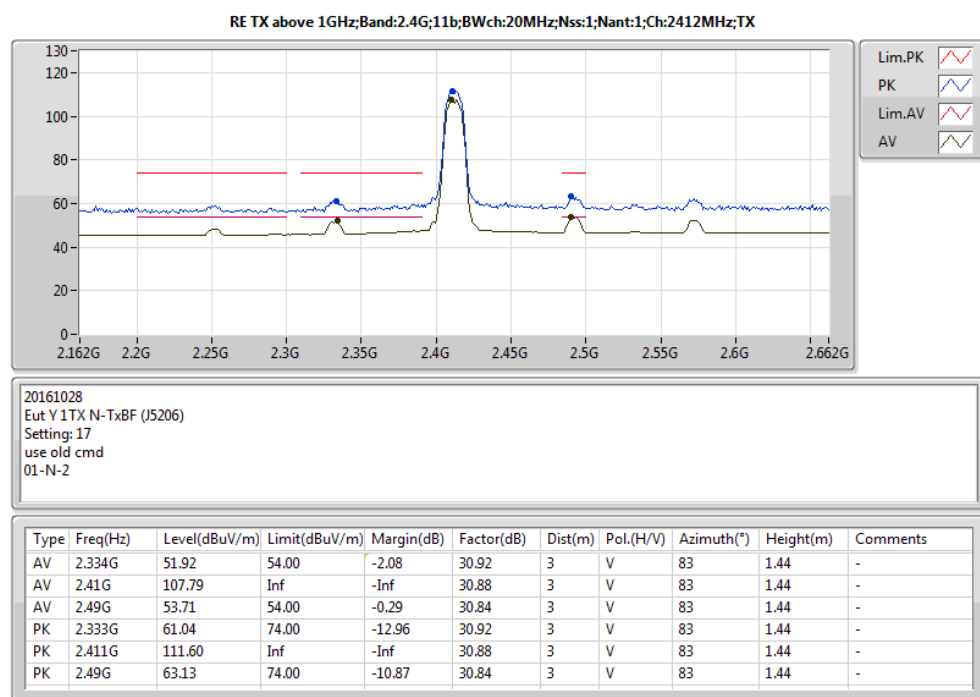 RE TX above 1GHz;Band:2.4G;11b;BWch:20MHz;Nss:1;Nant:1;Ch:2412MHz;TX
130
120
100
80
60
40
20
0
2.162G 2.2G 2.25G 2.3G 2.35G 2.4G 2.45G 2.5G 2.55G 2.6G 2.662G
Lim.PK
PK
Lim.AV
AV
20161028
Eut Y 1TX N-TxBF (J5206)
Setting: 17
use old cmd
01-N-2
Type Freq(Hz) Level(dBuV/m) Limit(dBuV/m) Margin(dB) Factor(dB) Dist(m) Pol.(H/V) Azimuth(°) Height(m) Comments
AV 2.334G 51.92 54.00 -2.08 30.92 3 V 83 1.44 -
AV 2.41G 107.79 Inf -Inf 30.88 3 V 83 1.44 -
AV 2.49G 53.71 54.00 -0.29 30.84 3 V 83 1.44 -
PK 2.333G 61.04 74.00 -12.96 30.92 3 V 83 1.44 -
PK 2.411G 111.60 Inf -Inf 30.88 3 V 83 1.44 -
PK 2.49G 63.13 74.00 -10.87 30.84 3 V 83 1.44 -